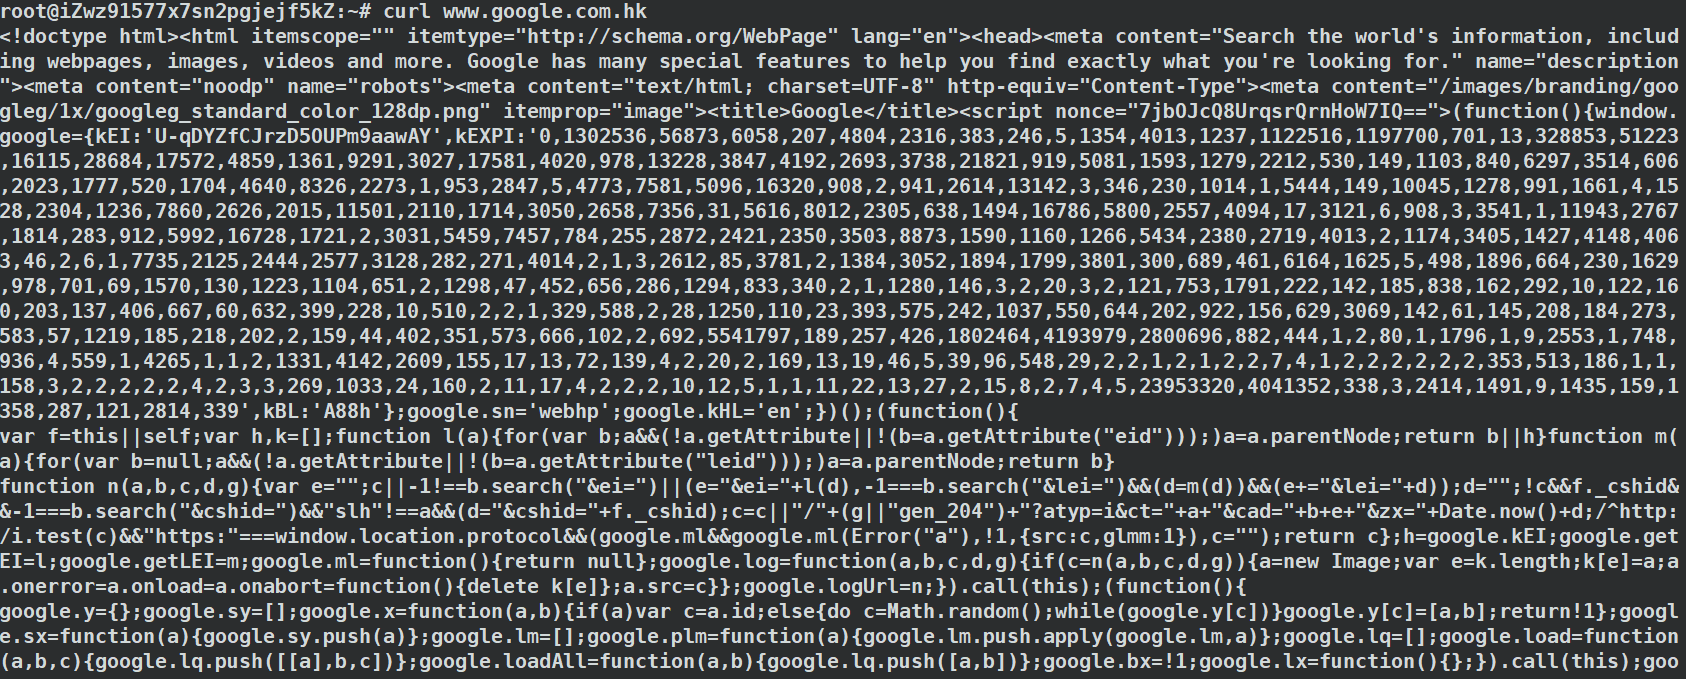 root@iZwz91577x7sn2pgjejf5kZ:~# curl www.google.com.hk
<!doctype html><html itemscope="" itemtype="http://schema.org/WebPage" lang="en"><head><meta content="Search the world's information, includ
ing webpages, images, videos and more. Google has many special features to help you find exactly what you're looking for." name="description
"><meta content="noodp" name="robots"><meta content="text/html; charset=UTF-8" http-equiv="Content-Type"><meta content="/images/branding/goo
gleg/1x/googleg_standard_color_128dp.png" itemprop="image"><title>Google</title><script nonce="7jbOJcQ8UrqsrQrnHoW7IQ==">(function(){window.
google={kEI:'U-qDYZfCJrzD5OUPm9aawAY',kEXPI:'0,1302536,56873,6058,207,4804,2316,383,246,5,1354,4013,1237,1122516,1197700,701,13,328853,51223
,16115,28684,17572,4859,1361,9291,3027,17581,4020,978,13228,3847,4192,2693,3738,21821,919,5081,1593,1279,2212,530,149,1103,840,6297,3514,606
,2023,1777,520,1704,4640,8326,2273,1,953,2847,5,4773,7581,5096,16320,908,2,941,2614,13142,3,346,230,1014,1,5444,149,10045,1278,991,1661,4,15
28,2304,1236,7860,2626,2015,11501,2110,1714,3050,2658,7356,31,5616,8012,2305,638,1494,16786,5800,2557,4094,17,3121,6,908,3,3541,1,11943,2767
,1814,283,912,5992,16728,1721,2,3031,5459,7457,784,255,2872,2421,2350,3503,8873,1590,1160,1266,5434,2380,2719,4013,2,1174,3405,1427,4148,406
3,46,2,6,1,7735,2125,2444,2577,3128,282,271,4014,2,1,3,2612,85,3781,2,1384,3052,1894,1799,3801,300,689,461,6164,1625,5,498,1896,664,230,1629
,978,701,69,1570,130,1223,1104,651,2,1298,47,452,656,286,1294,833,340,2,1,1280,146,3,2,20,3,2,121,753,1791,222,142,185,838,162,292,10,122,16
0,203,137,406,667,60,632,399,228,10,510,2,2,1,329,588,2,28,1250,110,23,393,575,242,1037,550,644,202,922,156,629,3069,142,61,145,208,184,273,
583,57,1219,185,218,202,2,159,44,402,351,573,666,102,2,692,5541797,189,257,426,1802464,4193979,2800696,882,444,1,2,80,1,1796,1,9,2553,1,748,
936,4,559,1,4265,1,1,2,1331,4142,2609,155,17,13,72,139,4,2,20,2,169,13,19,46,5,39,96,548,29,2,2,1,2,1,2,2,7,4,1,2,2,2,2,2,2,353,513,186,1,1,
158,3,2,2,2,2,2,4,2,3,3,269,1033,24,160,2,11,17,4,2,2,2,10,12,5,1,1,11,22,13,27,2,15,8,2,7,4,5,23953320,4041352,338,3,2414,1491,9,1435,159,1
358,287,121,2814,339',kBL:'A88h'};google.sn='webhp';google.kHL='en';})();(function(){
var f=this||self;var h,k=[];function l(a){for(var b;a&&(!a.getAttribute||!(b=a.getAttribute("eid")));)a=a.parentNode;return b||h}function m(
a){for(var b=null;a&&(!a.getAttribute||!(b=a.getAttribute("leid")));)a=a.parentNode;return b}
function n(a,b,c,d,g){var e="";c||-1!==b.search("&ei=")||(e="&ei="+l(d),-1===b.search("&lei=")&&(d=m(d))&&(e+="&lei="+d));d="";!c&&f._cshid&
&-1===b.search("&cshid=")&&"slh"!==a&&(d="&cshid="+f._cshid);c=c||"/"+(g||"gen_204")+"?atyp=i&ct="+a+"&cad="+b+e+"&zx="+Date.now()+d;/^http:
/i.test(c)&&"https:"===window.location.protocol&&(google.ml&&google.ml(Error("a"),!1,{src:c,glmm:1}),c="");return c};h=google.kEI;google.get
EI=l;google.getLEI=m;google.ml=function(){return null};google.log=function(a,b,c,d,g){if(c=n(a,b,c,d,g)){a=new Image;var e=k.length;k[e]=a;a
.onerror=a.onload=a.onabort=function(){delete k[e]};a.src=c}};google.logUrl=n;}).call(this);(function(){
google.y={};google.sy=[];google.x=function(a,b){if(a)var c=a.id;else{do c=Math.random();while(google.y[c])}google.y[c]=[a,b];return!1};googl
e.sx=function(a){google.sy.push(a)};google.lm=[];google.plm=function(a){google.lm.push.apply(google.lm,a)};google.lq=[];google.load=function
(a,b,c){google.lq.push([[a],b,c])};google.loadAll=function(a,b){google.lq.push([a,b])};google.bx=!1;google.lx=function(){};}).call(this);goo